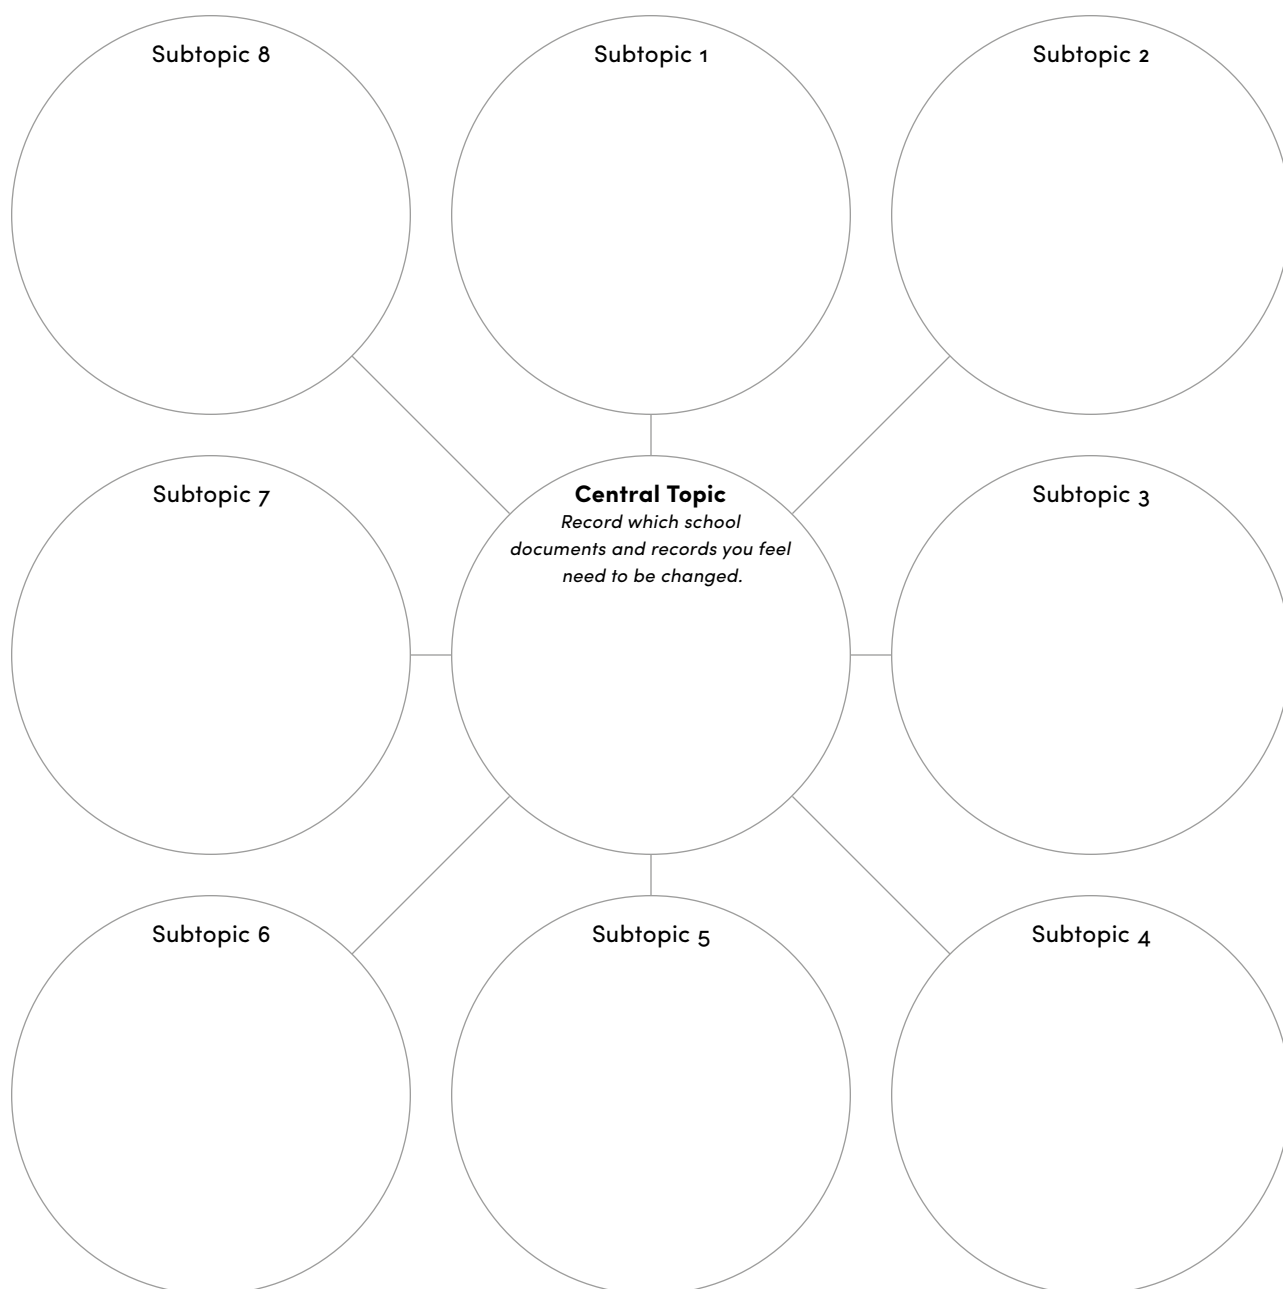 Subtopic 8
Subtopic 1
Subtopic 2
Subtopic 7
Central Topic
Record which school
documents and records you feel
need to be changed.
Subtopic 3
Subtopic 6
Subtopic 5
Subtopic 4